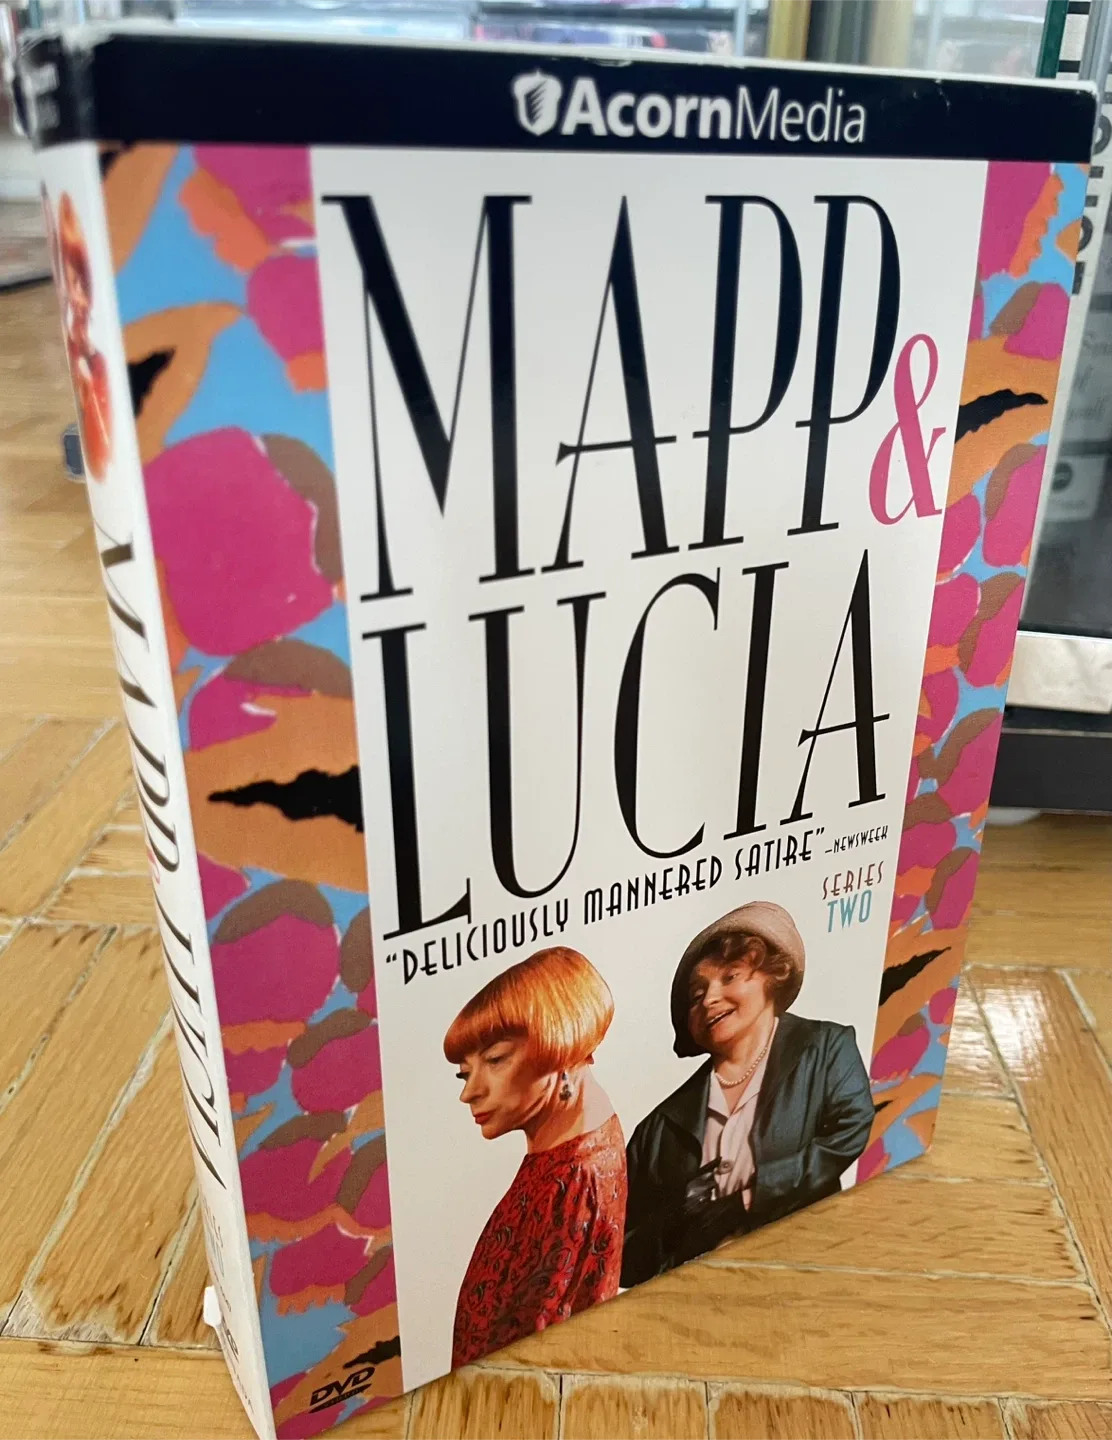 AcornMedia
MAPP &
LUCIA
"DELICIOUSLY MANNERED SATIRE" —NEWSWEEK
SERIES
TWO
DVD
MAPP & LUCIA